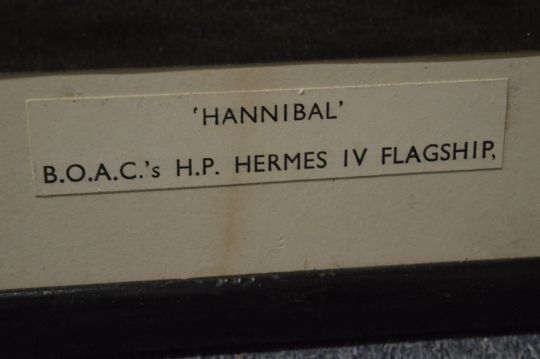 'HANNIBAL'
B.O.A.C.'s H.P. HERMES IV FLAGSHIP,